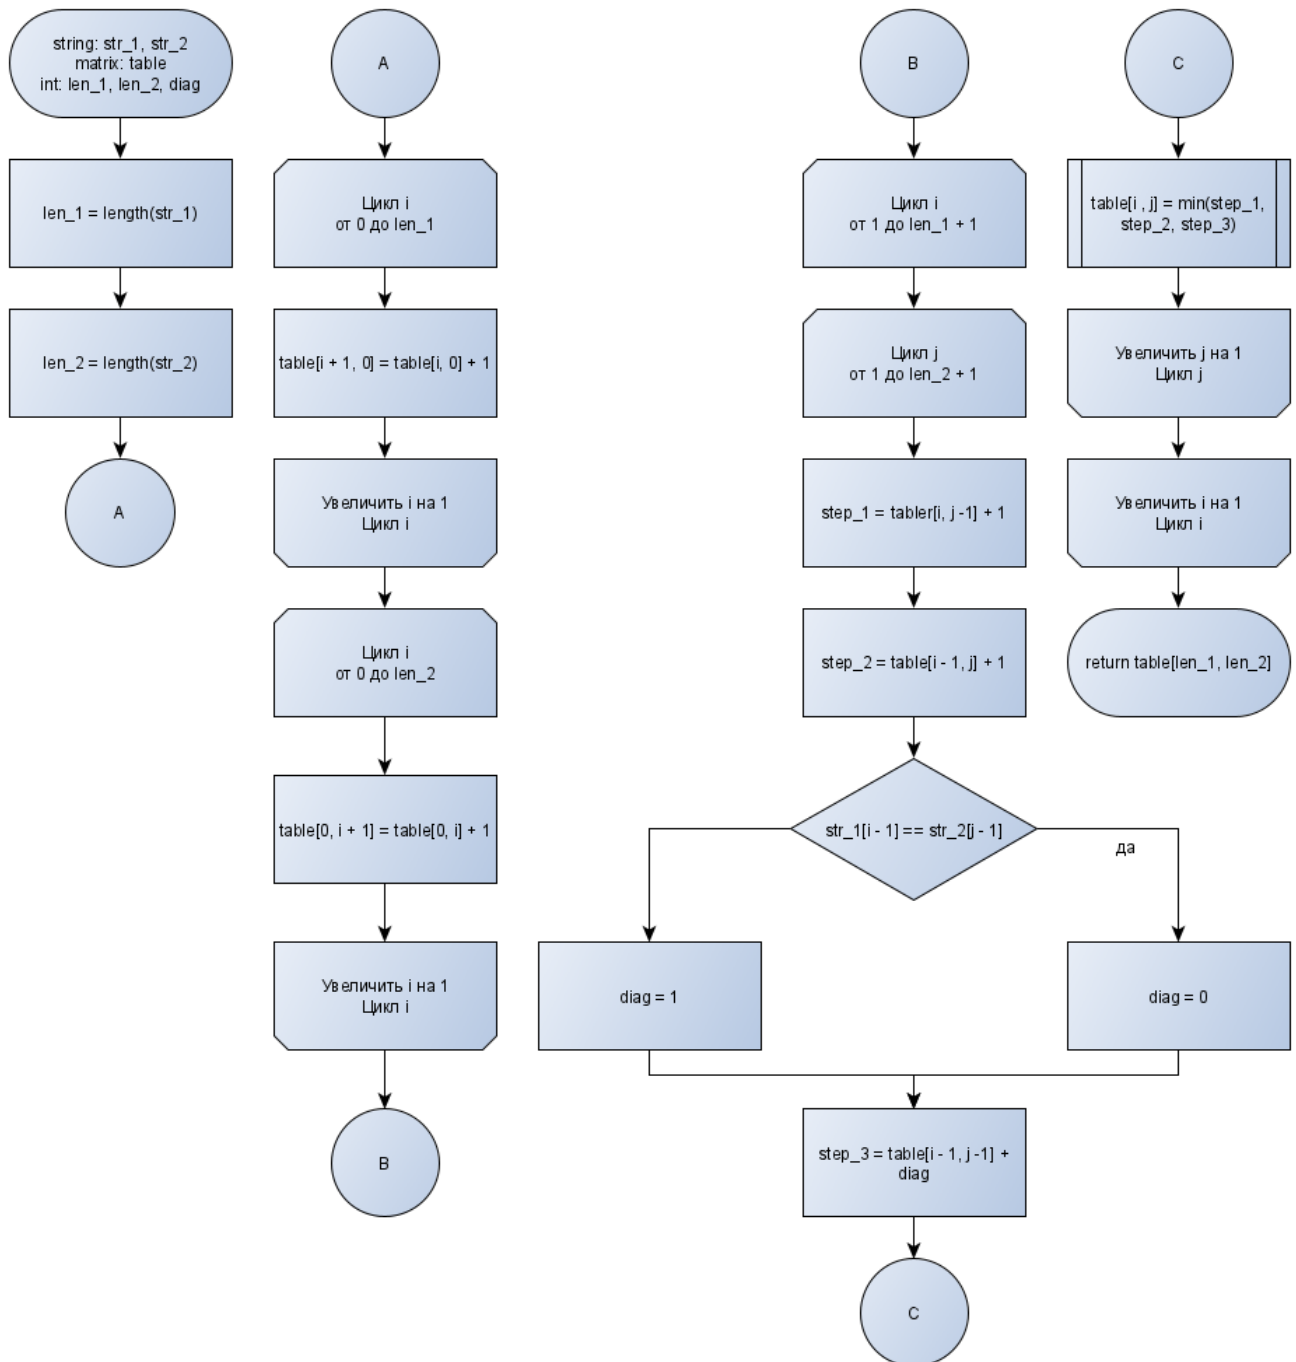 string: str_1, str_2
matrix: table
int: len_1, len_2, diag
len_1 = length(str_1)
len_2 = length(str_2)
A
A
Цикл i
от 0 до len_1
table[i + 1, 0] = table[i, 0] + 1
Увеличить i на 1
Цикл i
Цикл i
от 0 до len_2
table[0, i + 1] = table[0, i] + 1
Увеличить i на 1
Цикл i
B
B
Цикл i
от 1 до len_1 + 1
Цикл j
от 1 до len_2 + 1
step_1 = tabler[i, j -1] + 1
step_2 = table[i - 1, j] + 1
str_1[i - 1] == str_2[j - 1]
да
diag = 1
diag = 0
step_3 = table[i - 1, j -1] +
diag
C
C
table[i , j] = min(step_1,
step_2, step_3)
Увеличить j на 1
Цикл j
Увеличить i на 1
Цикл i
return table[len_1, len_2]